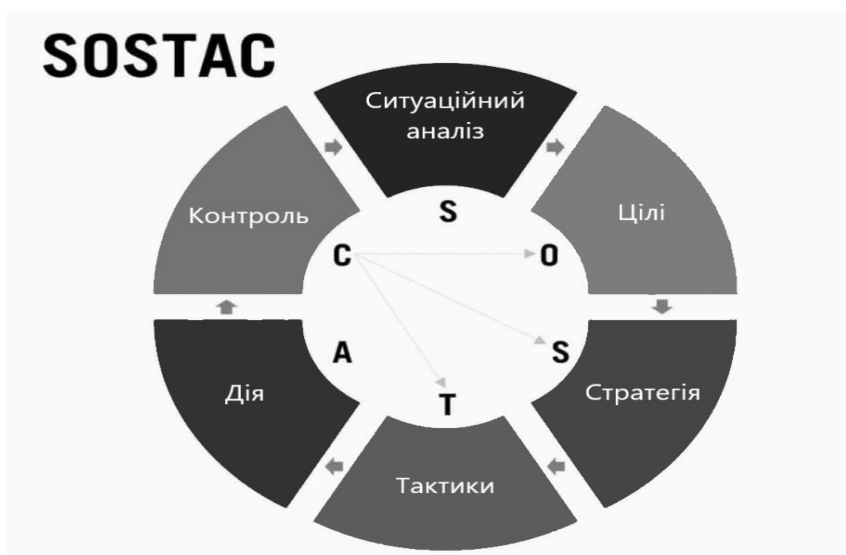 SOSTAC
Ситуаційний
аналіз
Контроль
Цілі
S
C
O
A
S
T
Дія
Стратегія
Тактики